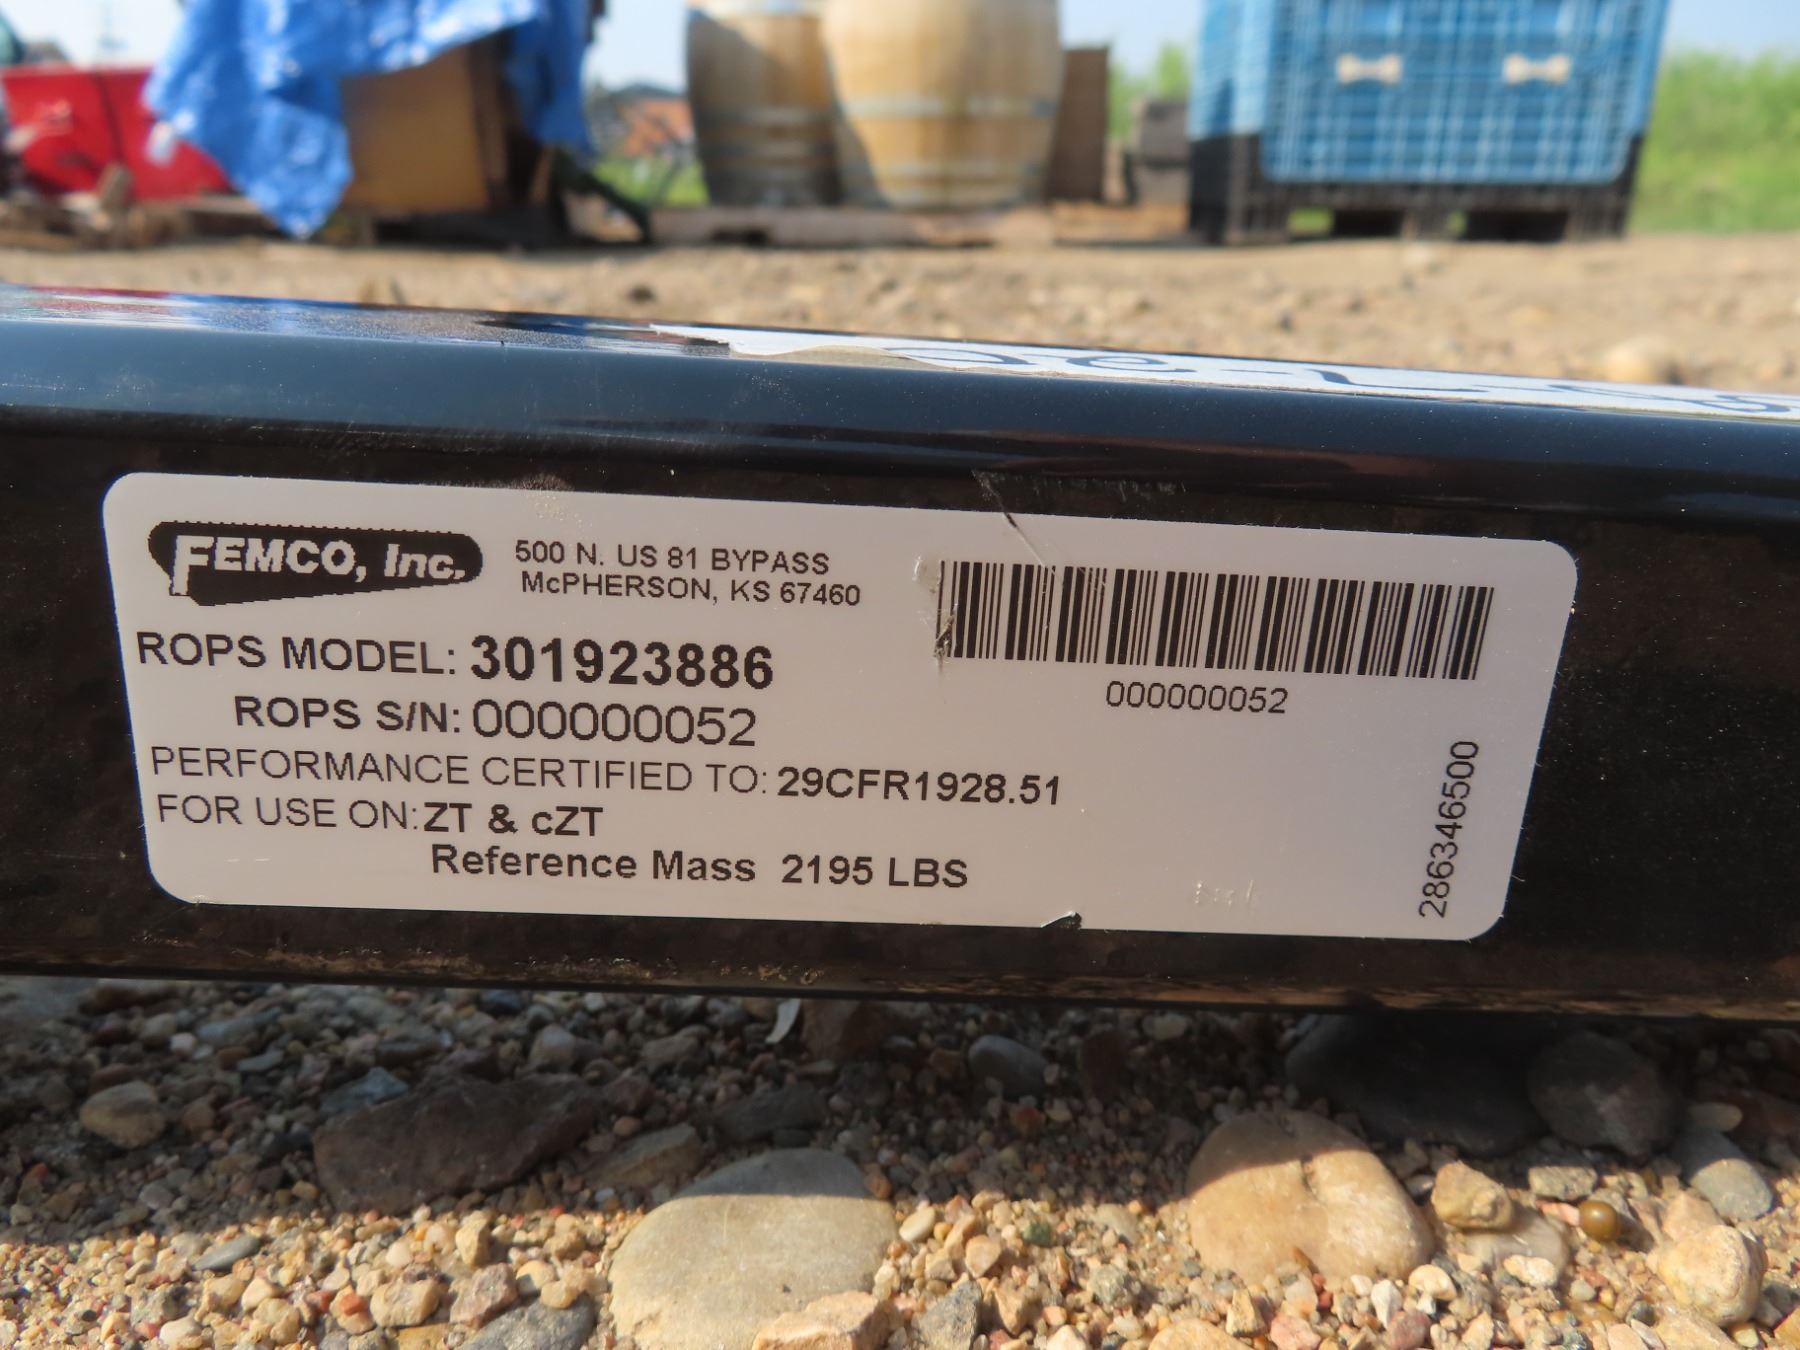 FEMCO, Inc.
500 N. US 81 BYPASS
McPHERSON, KS 67460
ROPS MODEL: 301923886
ROPS S/N: 000000052
PERFORMANCE CERTIFIED TO: 29CFR1928.51
FOR USE ON: ZT & cZT
Reference Mass 2195 LBS
000000052
286346500